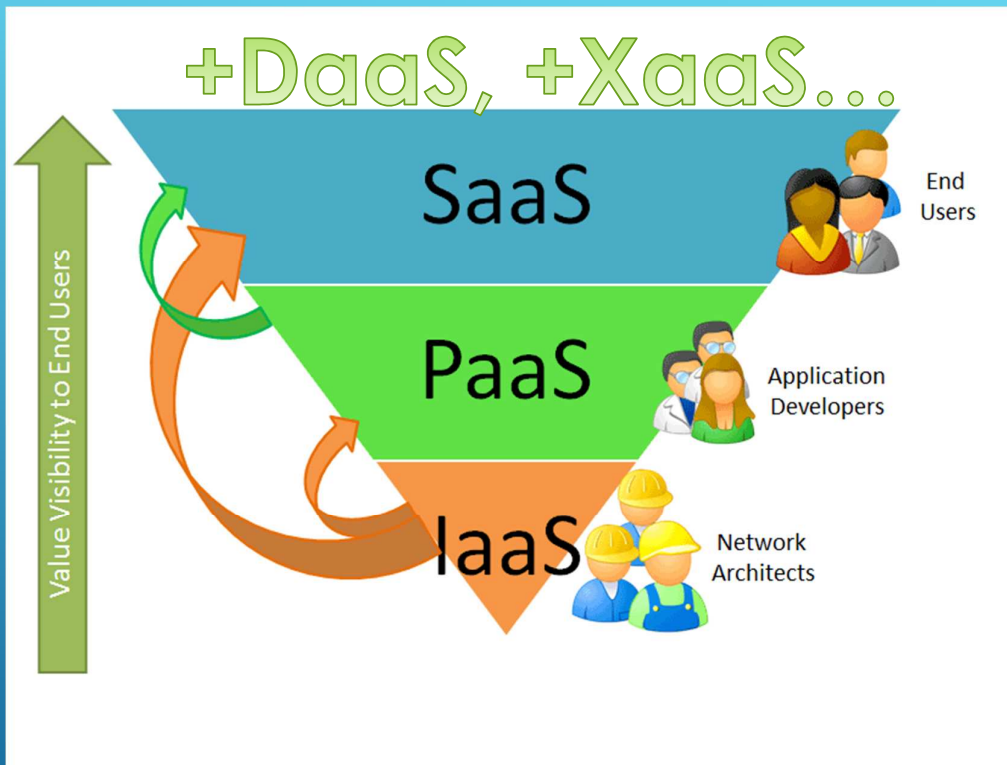 +DaaS, +XaaS...
SaaS
End
Users
Value Visibility to End Users
PaaS
Application
Developers
IaaS
Network
Architects